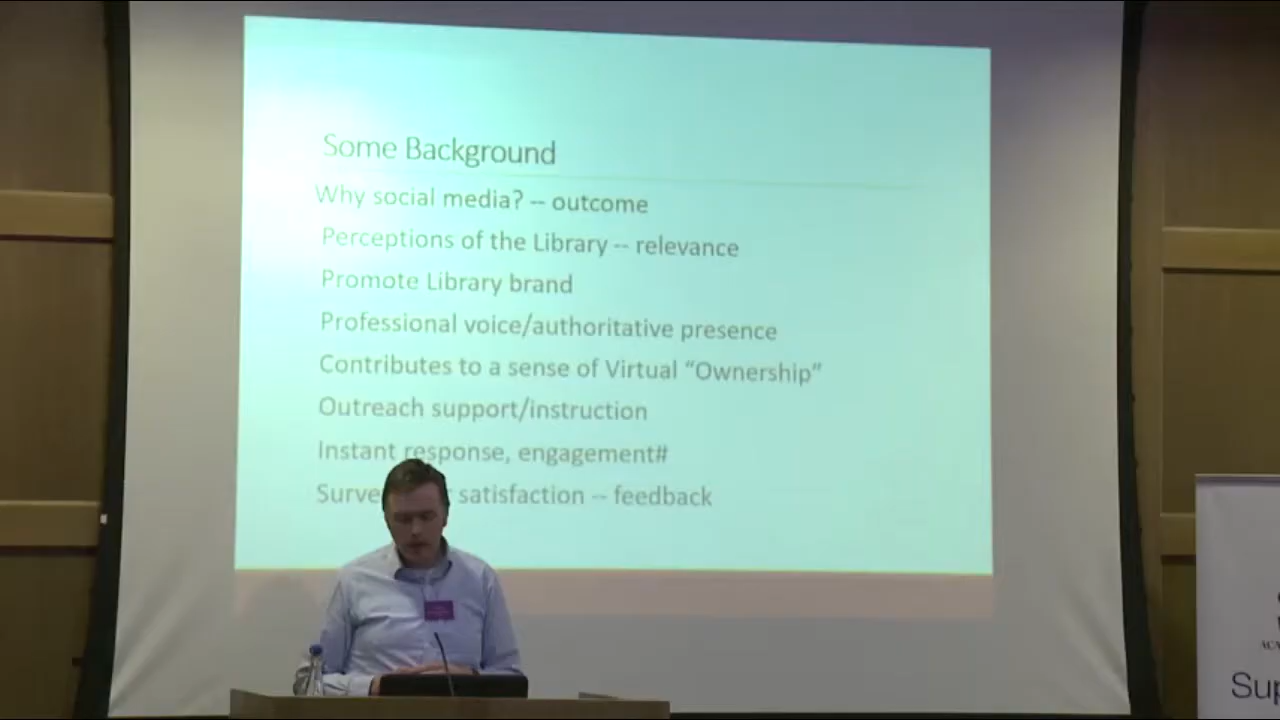 Some Background
Why social media? -- outcome
Perceptions of the Library -- relevance
Promote Library brand
Professional voice/authoritative presence
Contributes to a sense of Virtual “Ownership”
Outreach support/instruction
Instant response, engagement#
satisfaction -- feedback
Sup